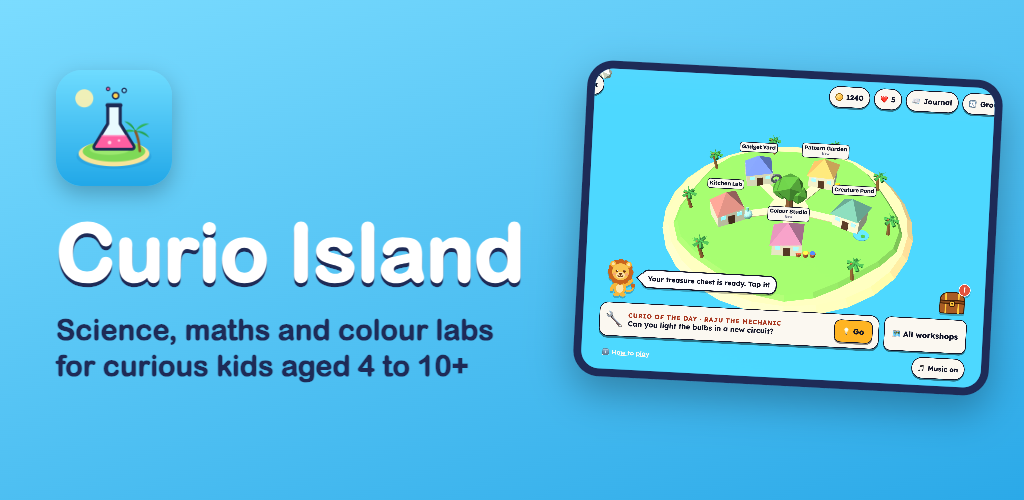 Curio Island
Science, maths and colour labs
for curious kids aged 4 to 10+
1240
5
Journal
Gadget Yard
Pattern Garden
Kitchen Lab
Creature Pond
Colour Studio
Your treasure chest is ready. Tap it!
!
CURIO OF THE DAY · RAJU THE MECHANIC
Can you light the bulbs in a new circuit?
Go
All workshops
How to play
Music on